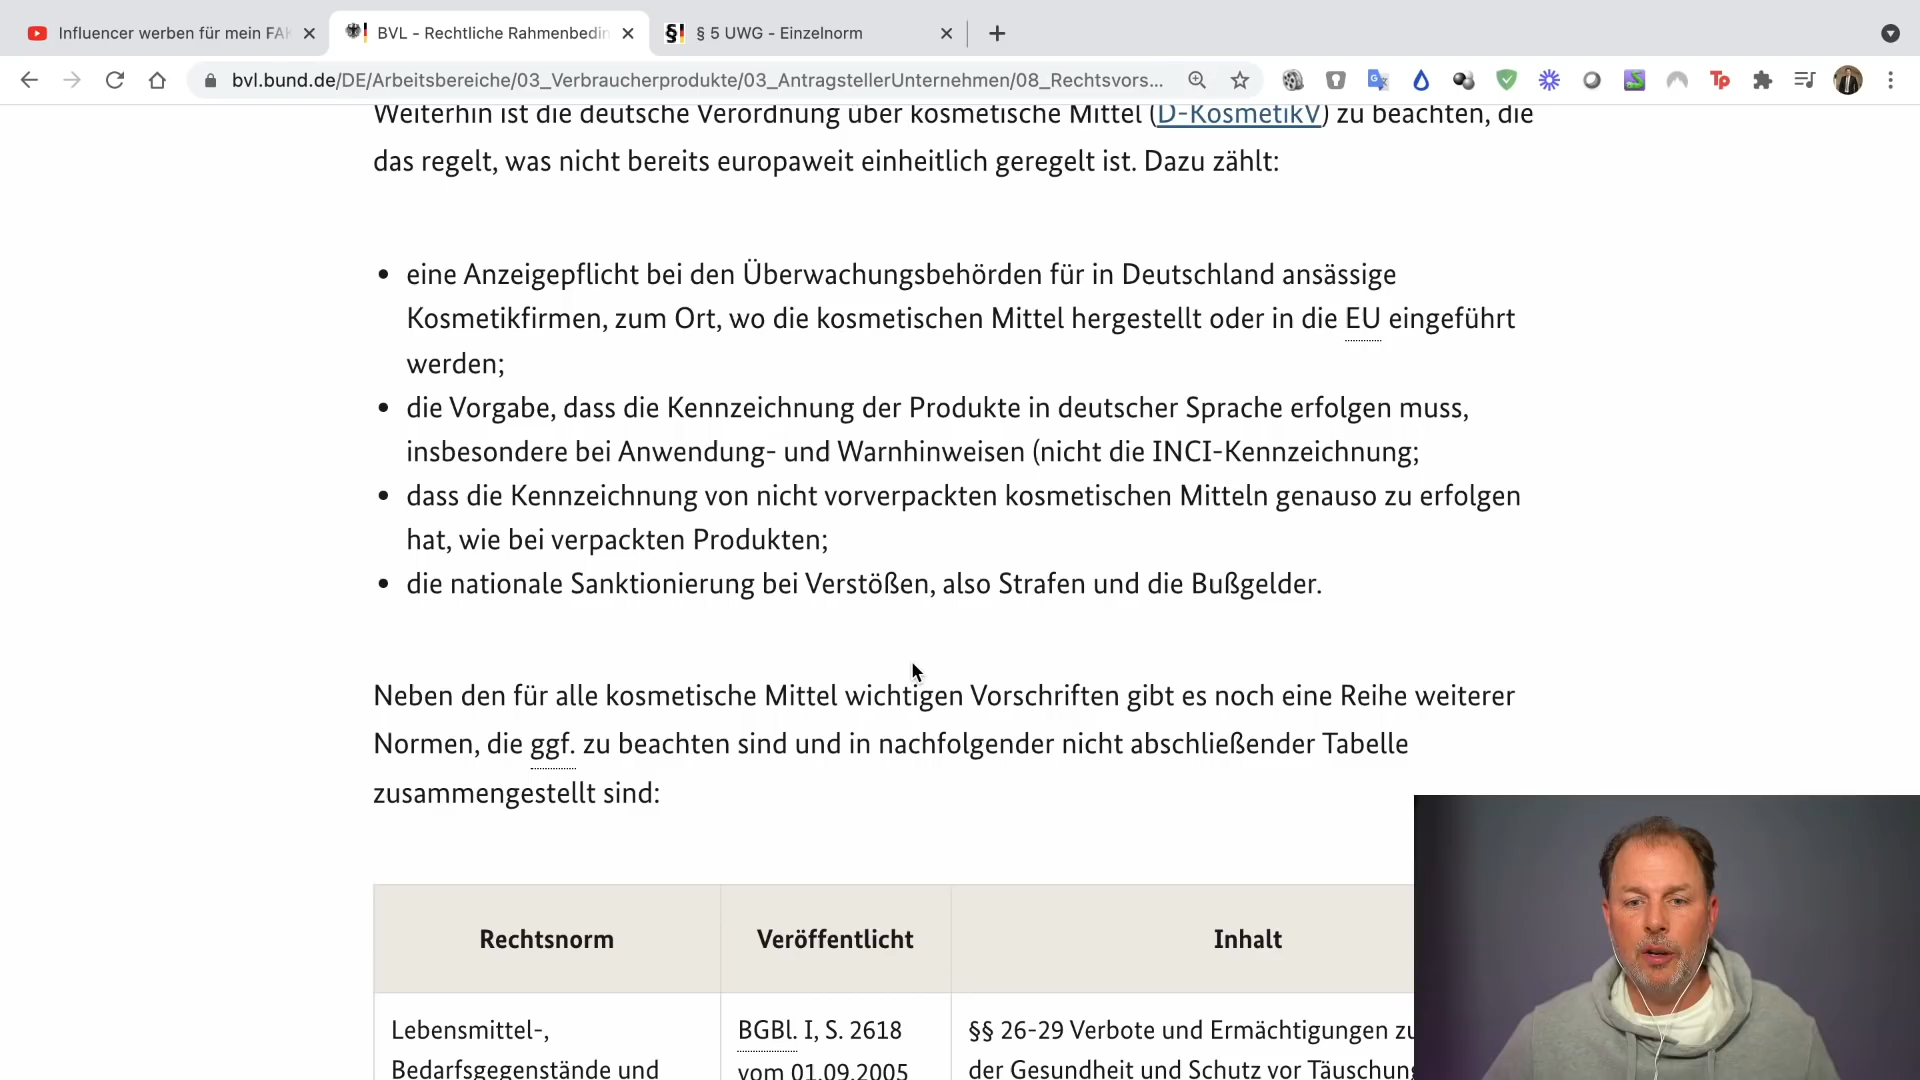 Influencer werben für mein FAK
BVL - Rechtliche Rahmenbedin
§ 5 UWG - Einzelnorm
bvl.bund.de/DE/Arbeitsbereiche/03_Verbraucherprodukte/03_AntragstellerUnternehmen/08_Rechtsvors...
Weiterhin ist die deutsche Verordnung über kosmetische Mittel (D-KosmetikV) zu beachten, die
das regelt, was nicht bereits europaweit einheitlich geregelt ist. Dazu zählt:
• eine Anzeigepflicht bei den Überwachungsbehörden für in Deutschland ansässige
Kosmetikfirmen, zum Ort, wo die kosmetischen Mittel hergestellt oder in die EU eingeführt
werden;
• die Vorgabe, dass die Kennzeichnung der Produkte in deutscher Sprache erfolgen muss,
insbesondere bei Anwendung- und Warnhinweisen (nicht die INCI-Kennzeichnung;
• dass die Kennzeichnung von nicht vorverpackten kosmetischen Mitteln genauso zu erfolgen
hat, wie bei verpackten Produkten;
• die nationale Sanktionierung bei Verstößen, also Strafen und die Bußgelder.
Neben den für alle kosmetische Mittel wichtigen Vorschriften gibt es noch eine Reihe weiterer
Normen, die ggf. zu beachten sind und in nachfolgender nicht abschließender Tabelle
zusammengestellt sind:
Rechtsnorm Veröffentlicht Inhalt
Lebensmittel-, BGBl. I, S. 2618 §§ 26-29 Verbote und Ermächtigungen zu
Bedarfsgegenstände und vom 01.09.2005 der Gesundheit und Schutz vor Täuschung